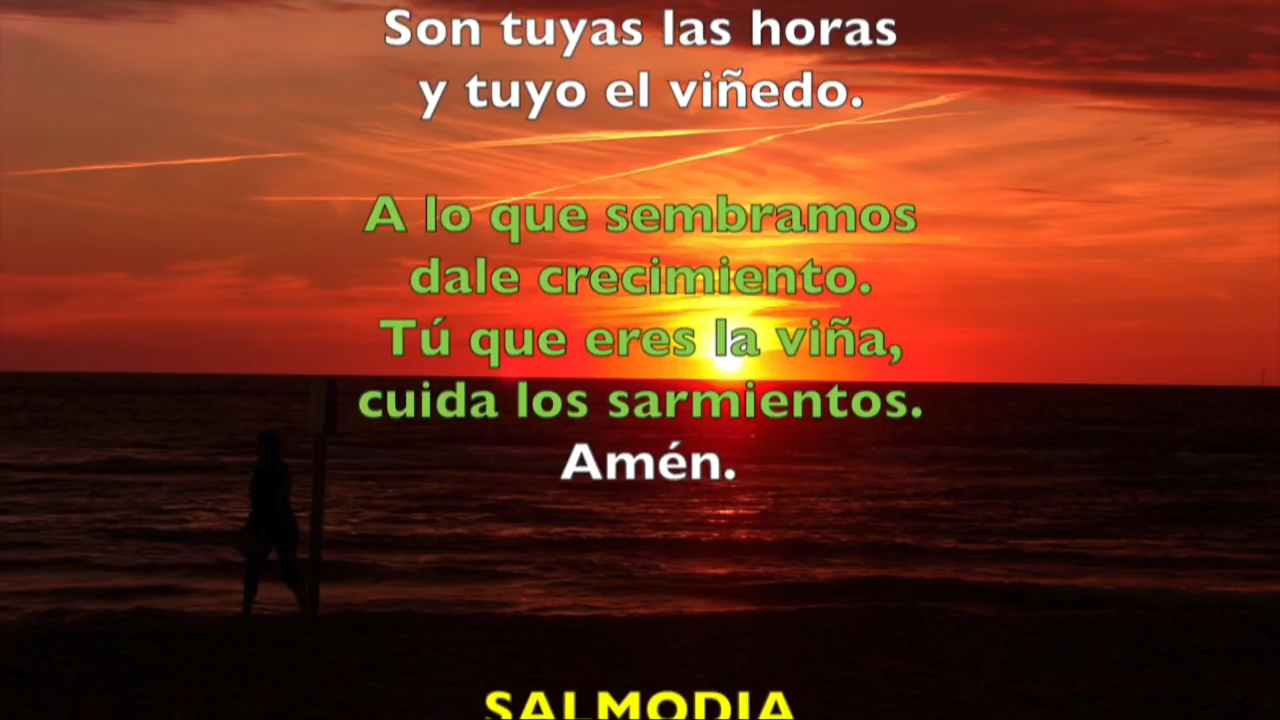 Son tuyas las horas
y tuyo el viñedo.
A lo que sembramos
dale crecimiento.
Tú que eres la viña,
cuida los sarmientos.
Amén.
SALMODIA